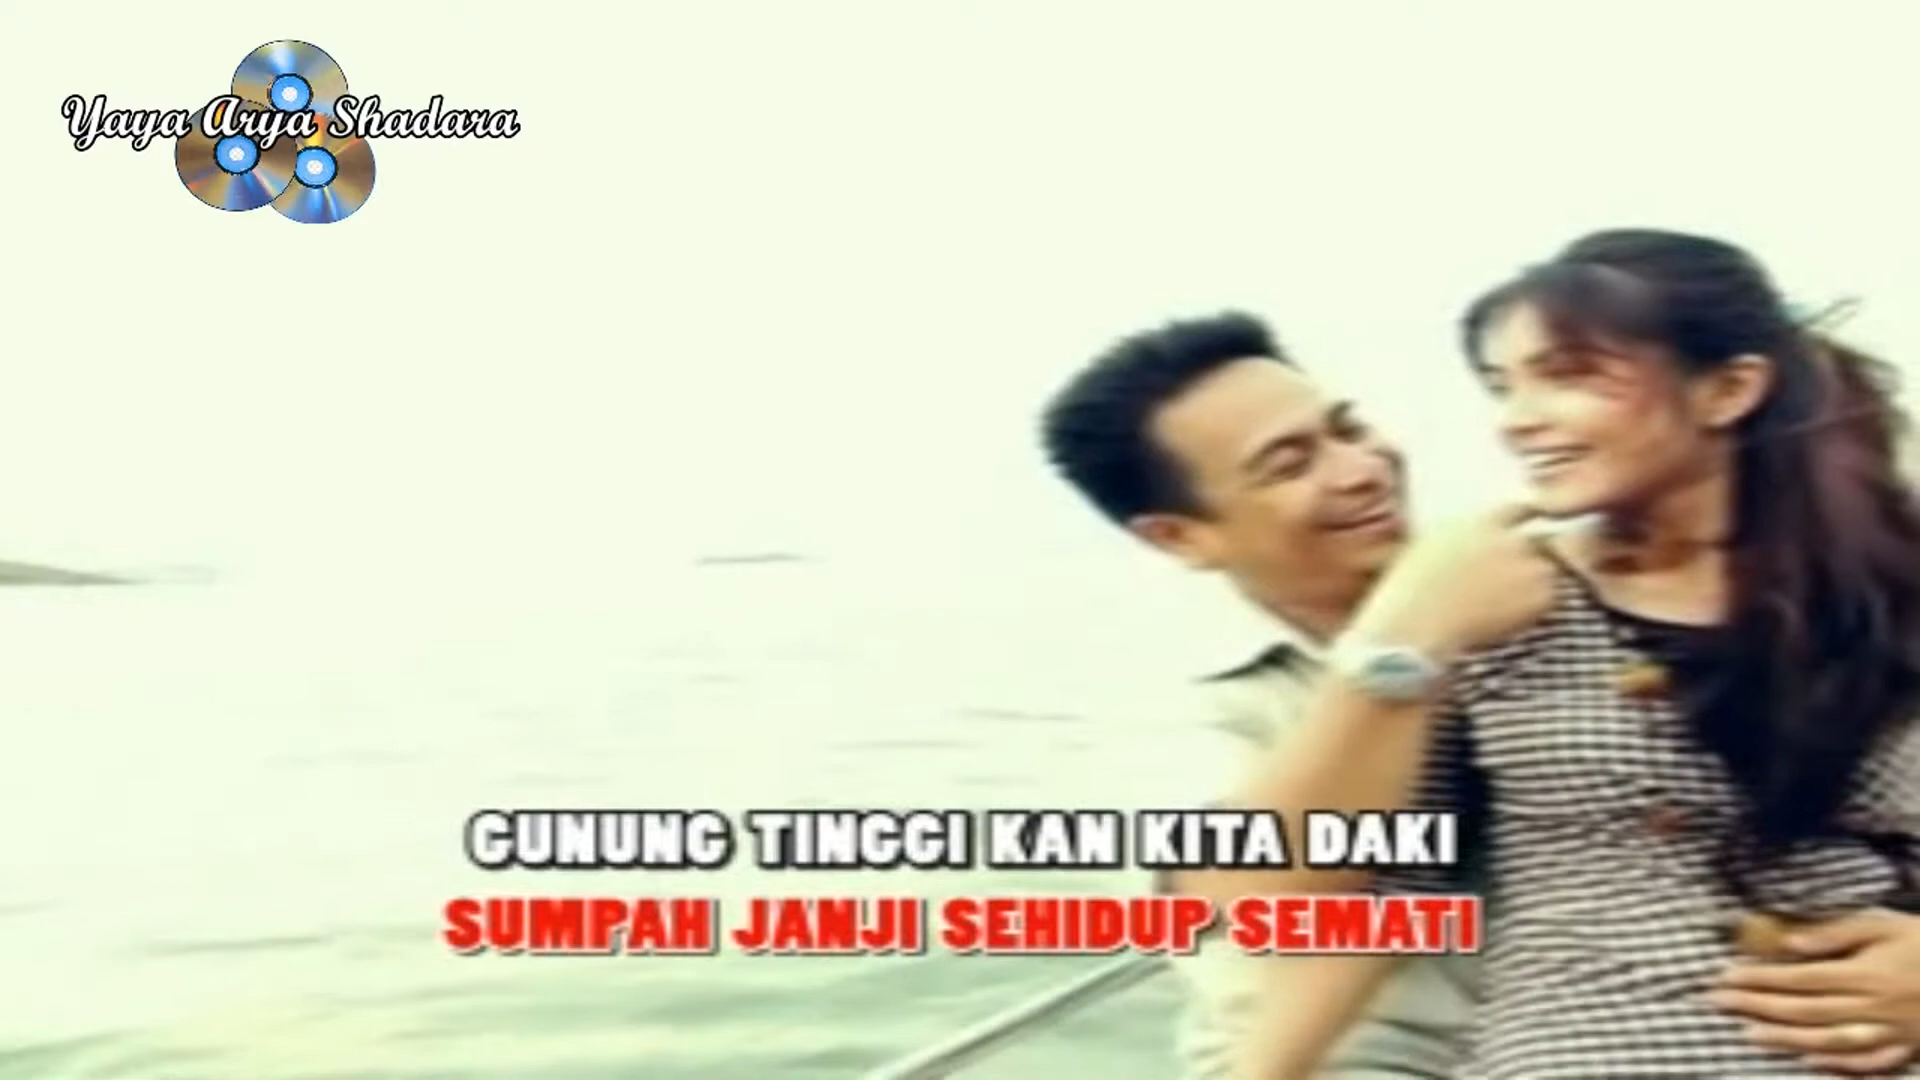 Yaya Arya Shadara
GUNUNG TINGGI KAN KITA DAKI
SUMPAH JANJI SEHIDUP SEMATI